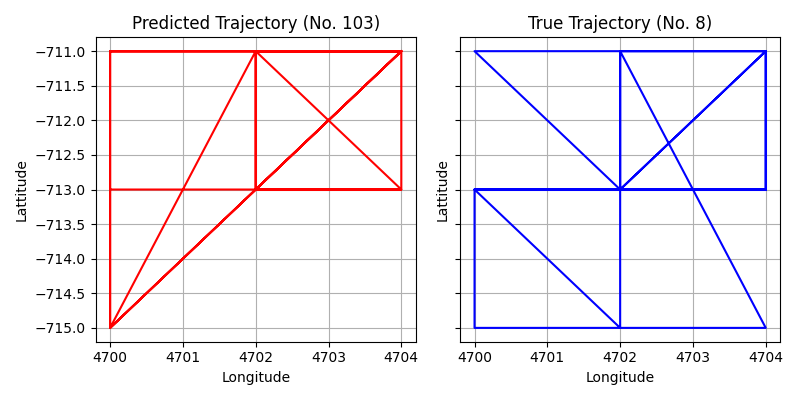 Predicted Trajectory (No. 103)
True Trajectory (No. 8)
−711.0
−711.5
−712.0
−712.5
−713.0
−713.5
−714.0
−714.5
−715.0
Lattitude
Lattitude
4700 4701 4702 4703 4704
4700 4701 4702 4703 4704
Longitude
Longitude